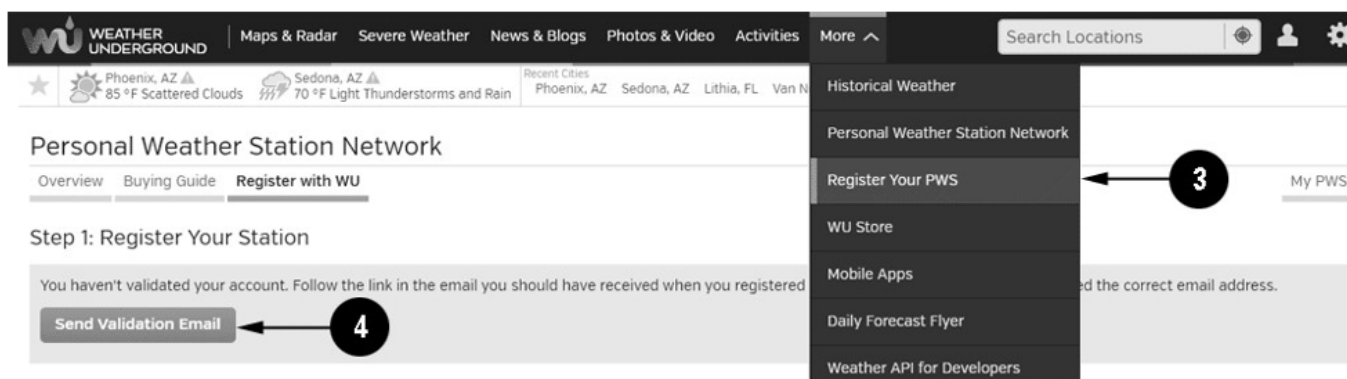 WEATHER
UNDERGROUND
Maps & Radar Severe Weather News & Blogs Photos & Video Activities More
Search Locations
Phoenix, AZ
85 °F Scattered Clouds
Sedona, AZ
70 °F Light Thunderstorms and Rain
Recent Cities
Phoenix, AZ Sedona, AZ Lithia, FL Van N
Historical Weather
Personal Weather Station Network
Register Your PWS
WU Store
Mobile Apps
Daily Forecast Flyer
Weather API for Developers
3
Personal Weather Station Network
Overview Buying Guide Register with WU
My PWS
Step 1: Register Your Station
You haven't validated your account. Follow the link in the email you should have received when you registered
ed the correct email address.
Send Validation Email
4